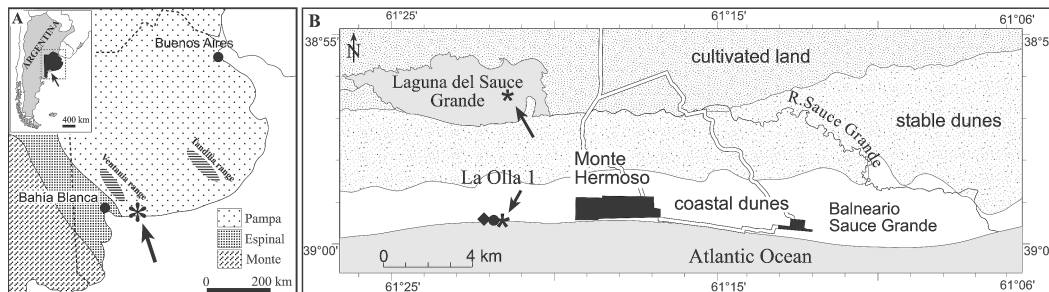 A
ARGENTINA
400 km
Buenos Aires
Tandilia range
Ventania range
Bahía Blanca
Pampa
Espinal
Monte
0 200 km
B
61°25' 61°15' 61°06'
38°55' 38°55'
N
cultivated land
Laguna del Sauce
Grande
R. Sauce Grande
stable dunes
Monte
Hermoso
La Olla 1
coastal dunes
Balneario
Sauce Grande
39°00' 39°0
0 4 km
Atlantic Ocean
61°25' 61°15' 61°06'